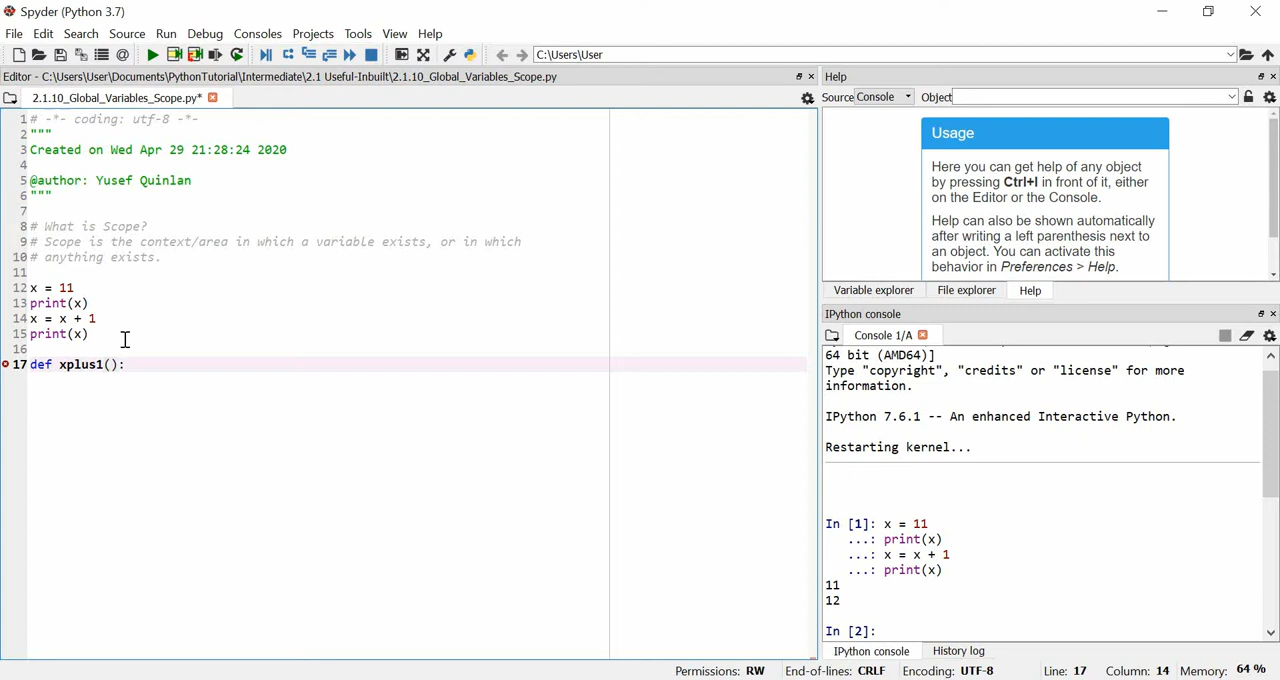 Spyder (Python 3.7)
File Edit Search Source Run Debug Consoles Projects Tools View Help
C:\Users\User
Editor - C:\Users\User\Documents\PythonTutorial\Intermediate\2.1 Useful-Inbuilt\2.1.10_Global_Variables_Scope.py
2.1.10_Global_Variables_Scope.py*
1 # -*- coding: utf-8 -*-
2 """
3 Created on Wed Apr 29 21:28:24 2020
4
5 @author: Yusef Quinlan
6 """
7
8 # What is Scope?
9 # Scope is the context/area in which a variable exists, or in which
10 # anything exists.
11
12 x = 11
13 print(x)
14 x = x + 1
15 print(x)
16
17 def xplus1():
Help
Source Console Object
Usage
Here you can get help of any object
by pressing Ctrl+I in front of it, either
on the Editor or the Console.
Help can also be shown automatically
after writing a left parenthesis next to
an object. You can activate this
behavior in Preferences > Help.
Variable explorer File explorer Help
IPython console
Console 1/A
64 bit (AMD64)]
Type "copyright", "credits" or "license" for more
information.
IPython 7.6.1 -- An enhanced Interactive Python.
Restarting kernel...
In [1]: x = 11
...: print(x)
...: x = x + 1
...: print(x)
11
12
In [2]:
IPython console History log
Permissions: RW End-of-lines: CRLF Encoding: UTF-8 Line: 17 Column: 14 Memory: 64 %